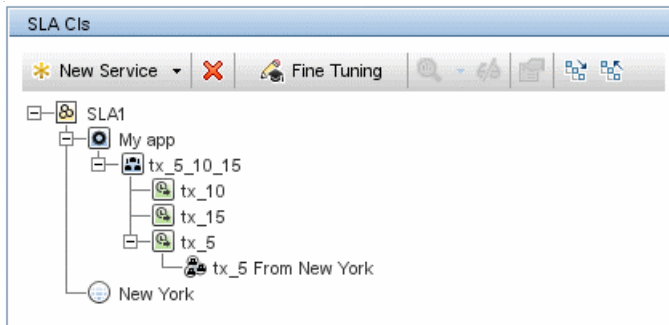 SLA CIs
New Service Fine Tuning
SLA1
My app
tx_5_10_15
tx_10
tx_15
tx_5
tx_5 From New York
New York